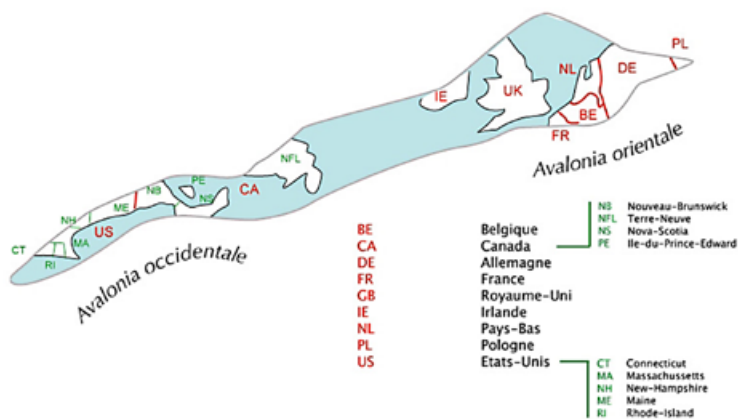 PL
NL
DE
IE
UK
BE
FR
Avalonia orientale
NFL
PE
NB
CA
NS
ME
NH
US
CT
MA
RI
Avalonia occidentale
BE Belgique
CA Canada
DE Allemagne
FR France
GB Royaume-Uni
IE Irlande
NL Pays-Bas
PL Pologne
US Etats-Unis
NB Nouveau-Brunswick
NFL Terre-Neuve
NS Nova-Scotia
PE Ile-du-Prince-Edward
CT Connecticut
MA Massachusetts
NH New-Hampshire
ME Maine
RI Rhode-Island